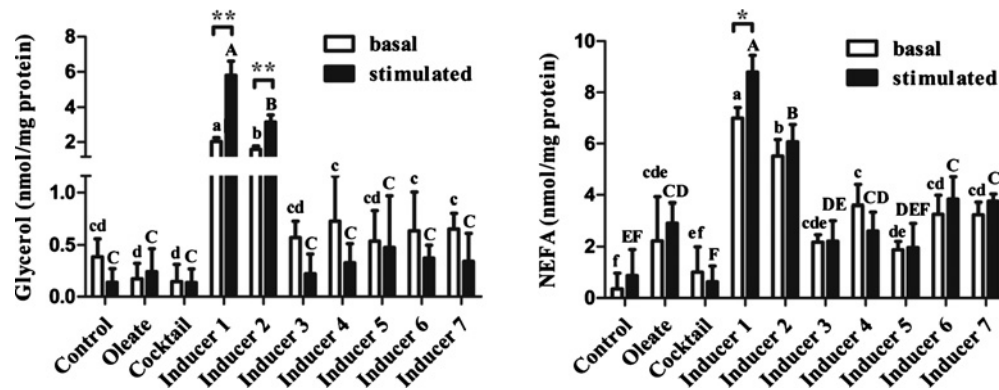 Glycerol (nmol/mg protein)
8
6
4
2
1.0
0.5
0.0
basal
stimulated
**
**
A
a
b
B
cd
C
d
C
d
C
cd
C
c
C
cd
C
cd
C
c
C
Control
Oleate
Cocktail
Inducer 1
Inducer 2
Inducer 3
Inducer 4
Inducer 5
Inducer 6
Inducer 7
NEFA (nmol/mg protein)
10
8
6
4
2
0
basal
stimulated
*
A
a
b
B
f
EF
cde
CD
ef
F
cde
DE
c
CD
de
DEF
cd
C
cd
C
Control
Oleate
Cocktail
Inducer 1
Inducer 2
Inducer 3
Inducer 4
Inducer 5
Inducer 6
Inducer 7